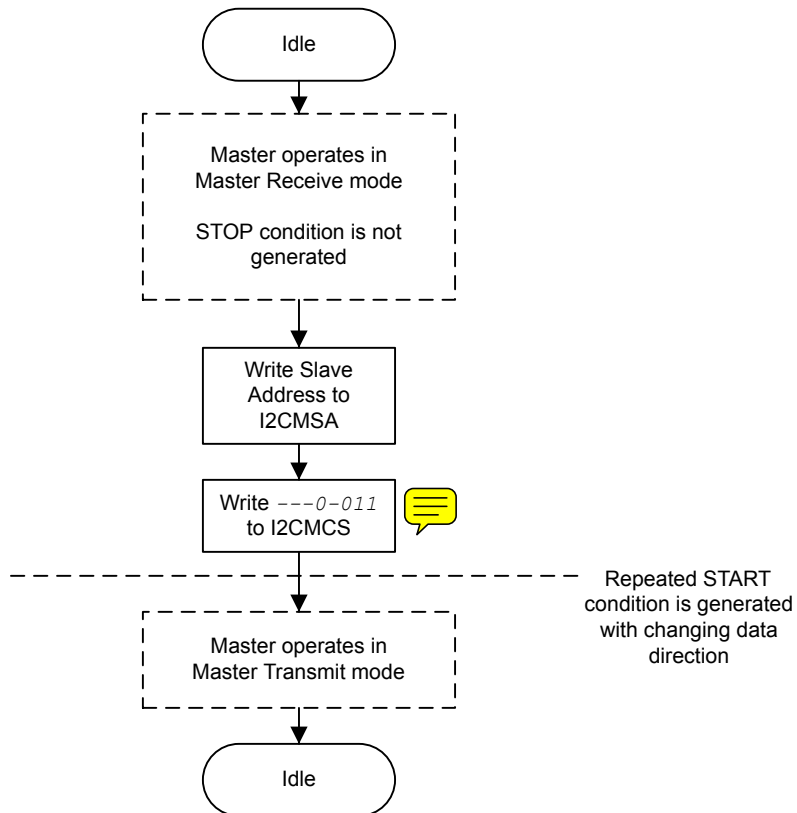 Idle
Master operates in
Master Receive mode
STOP condition is not
generated
Write Slave
Address to
I2CMSA
Write ---0-011
to I2CMCS
Repeated START
condition is generated
with changing data
direction
Master operates in
Master Transmit mode
Idle